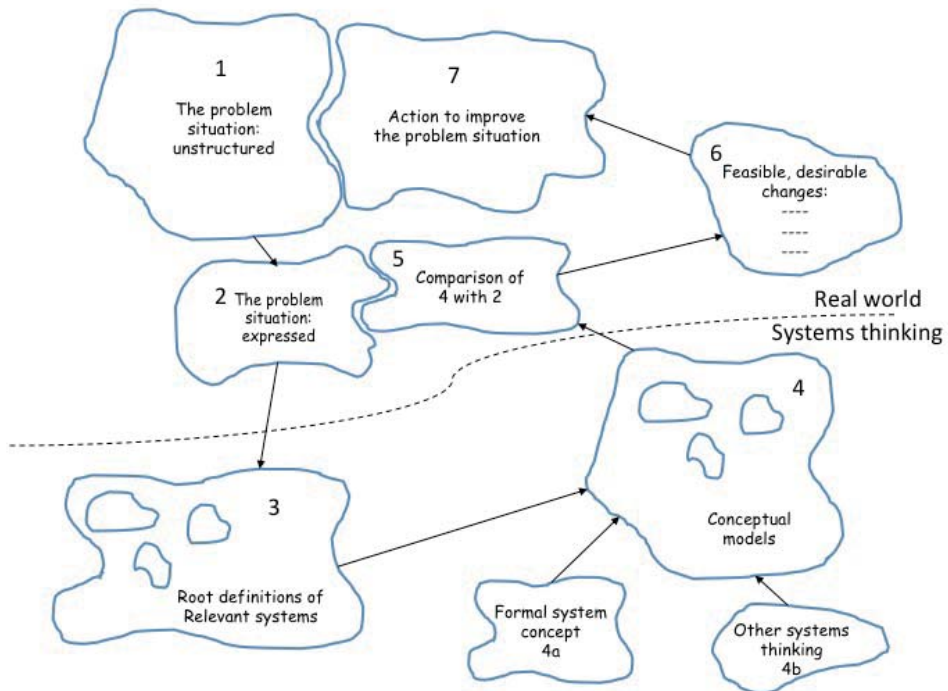 1
The problem
situation:
unstructured
7
Action to improve
the problem situation
6
Feasible, desirable
changes:
----
----
----
2
The problem
situation:
expressed
5
Comparison of
4 with 2
Real world
Systems thinking
3
Root definitions of
Relevant systems
4
Conceptual
models
Formal system
concept
4a
Other systems
thinking
4b